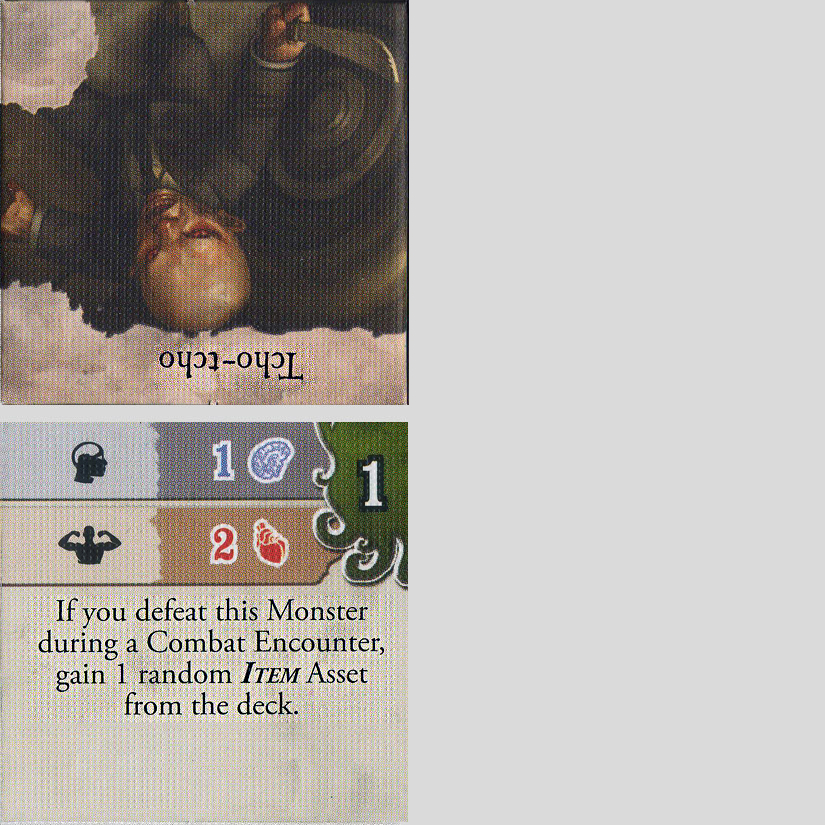 Tcho-tcho
1
1
2
If you defeat this Monster
during a Combat Encounter,
gain 1 random ITEM Asset
from the deck.